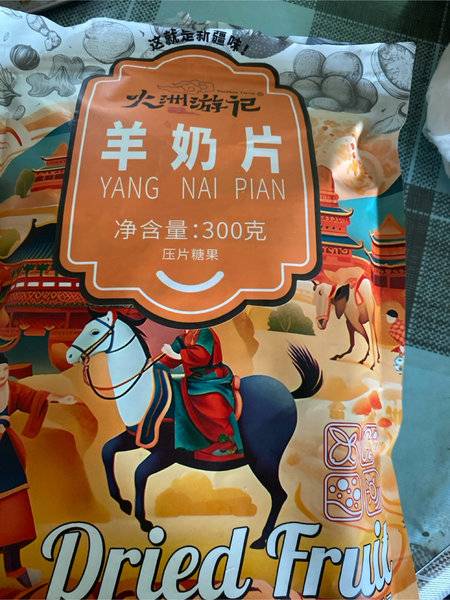 这就是新疆味!
火洲游记
羊奶片
YANG NAI PIAN
净含量:300克
压片糖果
Dried Fruit